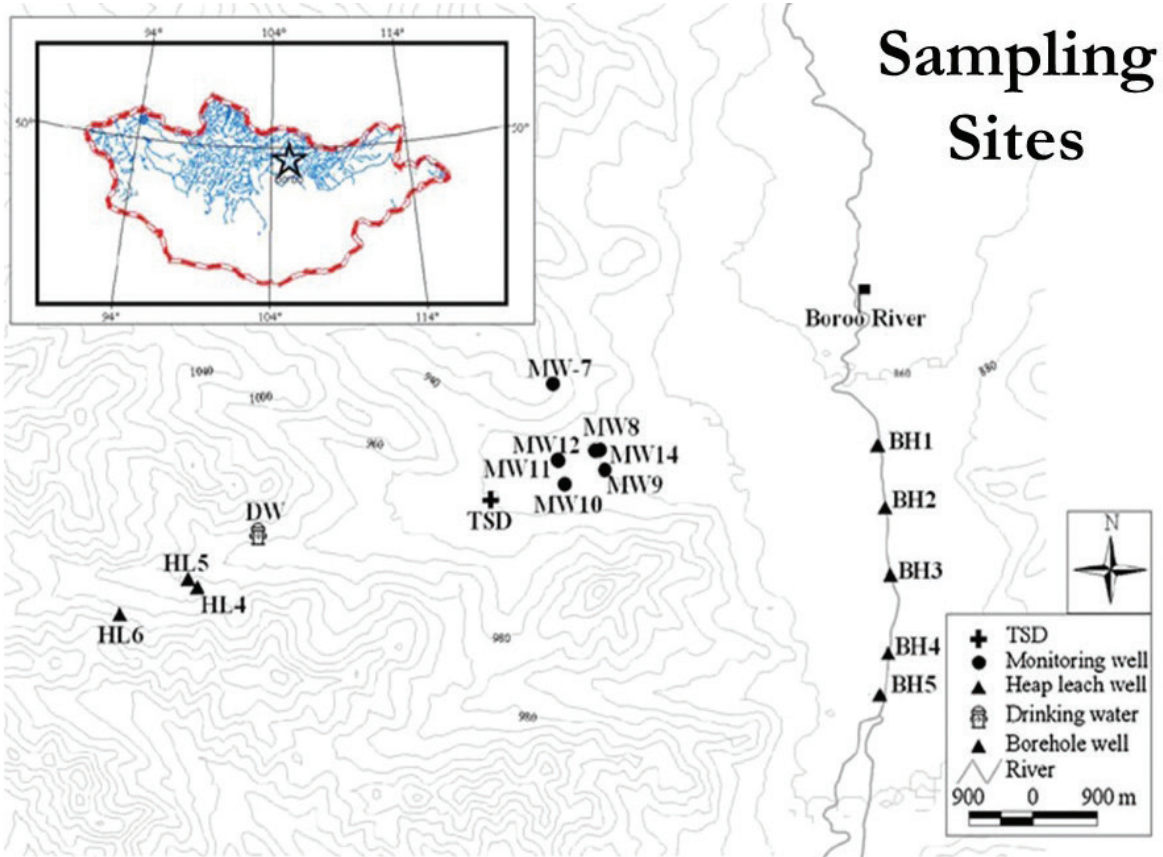 Sampling
Sites
94° 104° 114°
50° 50°
94° 104° 114°
Boroo River
860
880
1040
1000
940
960
MW-7
MW8
MW12
MW14
MW11
MW9
MW10
TSD
DW
HL5
HL4
HL6
980
980
BH1
BH2
BH3
BH4
BH5
N
TSD
Monitoring well
Heap leach well
Drinking water
Borehole well
River
900 0 900 m